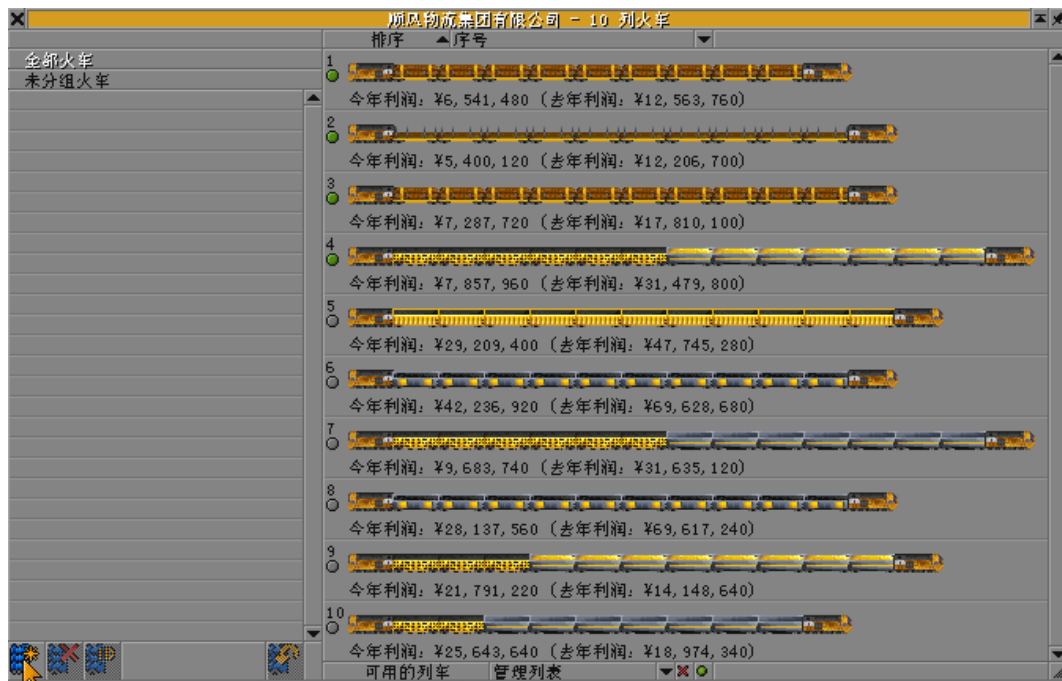 顺风物流集团有限公司 - 10 列火车
排序 序号
全部火车
未分组火车
1
今年利润：¥6,541,480 (去年利润：¥12,563,760)
2
今年利润：¥5,400,120 (去年利润：¥12,206,700)
3
今年利润：¥7,287,720 (去年利润：¥17,810,100)
4
今年利润：¥7,857,960 (去年利润：¥31,479,800)
5
今年利润：¥29,209,400 (去年利润：¥47,745,280)
6
今年利润：¥42,236,920 (去年利润：¥69,628,680)
7
今年利润：¥9,683,740 (去年利润：¥31,635,120)
8
今年利润：¥28,137,560 (去年利润：¥69,617,240)
9
今年利润：¥21,791,220 (去年利润：¥14,148,640)
10
今年利润：¥25,643,640 (去年利润：¥18,974,340)
可用的列车 管理列表